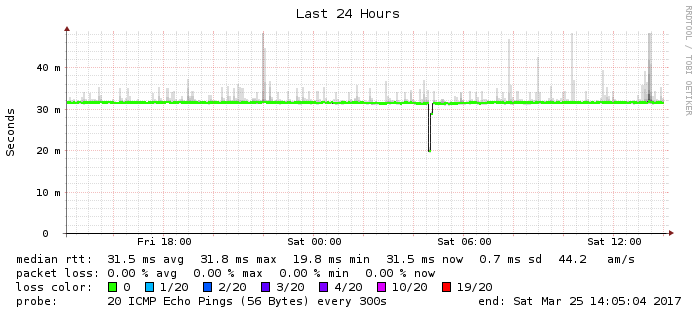 Last 24 Hours
RRDTOOL / TOBI OETIKER
Seconds
40 m
30 m
20 m
10 m
0
Fri 18:00 Sat 00:00 Sat 06:00 Sat 12:00
median rtt: 31.5 ms avg 31.8 ms max 19.8 ms min 31.5 ms now 0.7 ms sd 44.2 am/s
packet loss: 0.00 % avg 0.00 % max 0.00 % min 0.00 % now
loss color: 0 1/20 2/20 3/20 4/20 10/20 19/20
probe: 20 ICMP Echo Pings (56 Bytes) every 300s end: Sat Mar 25 14:05:04 2017